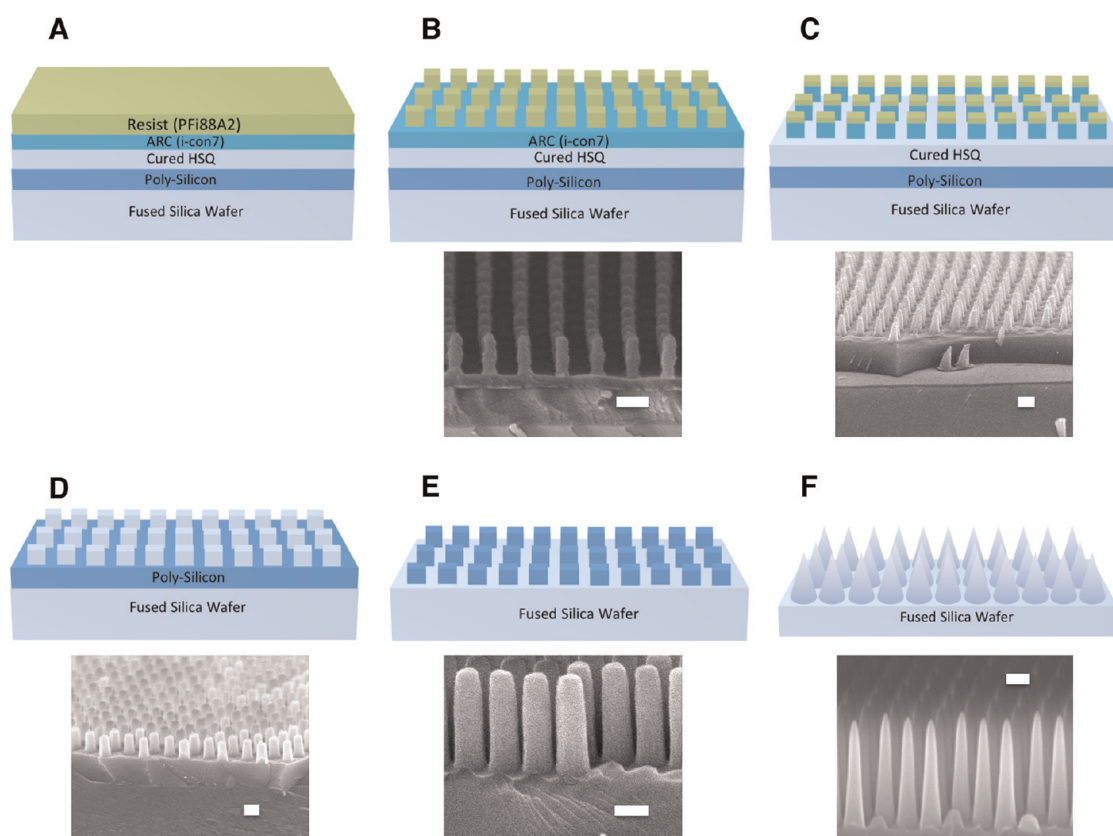 A
Resist (PFi88A2)
ARC (i-con7)
Cured HSQ
Poly-Silicon
Fused Silica Wafer
B
ARC (i-con7)
Cured HSQ
Poly-Silicon
Fused Silica Wafer
C
Cured HSQ
Poly-Silicon
Fused Silica Wafer
D
Poly-Silicon
Fused Silica Wafer
E
Fused Silica Wafer
F
Fused Silica Wafer